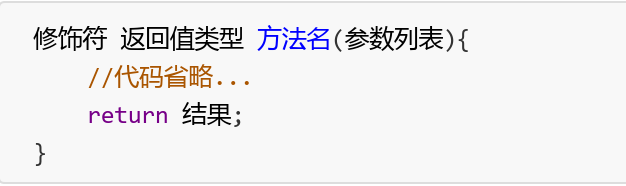 修饰符 返回值类型 方法名(参数列表){
//代码省略...
return 结果;
}